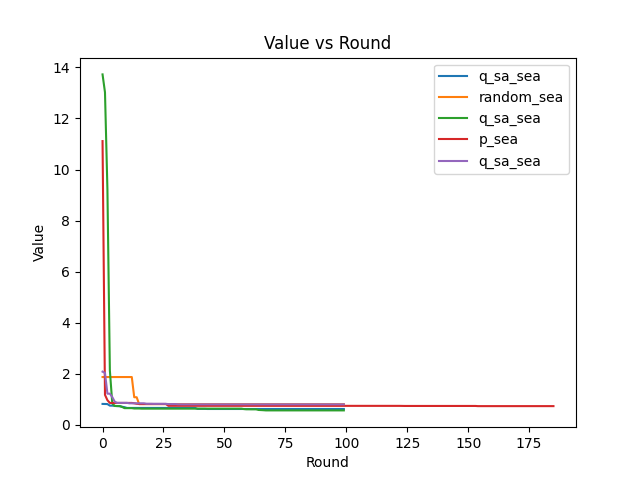 Value vs Round
14
12
10
8
6
4
2
0
Value
q_sa_sea
random_sea
q_sa_sea
p_sea
q_sa_sea
0 25 50 75 100 125 150 175
Round